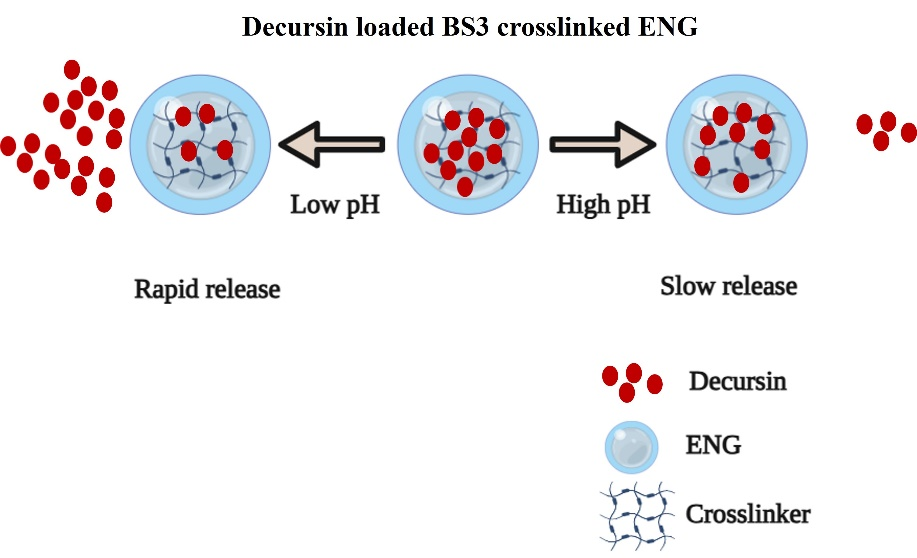 Decursin loaded BS3 crosslinked ENG
Low pH
High pH
Rapid release
Slow release
Decursin
ENG
Crosslinker